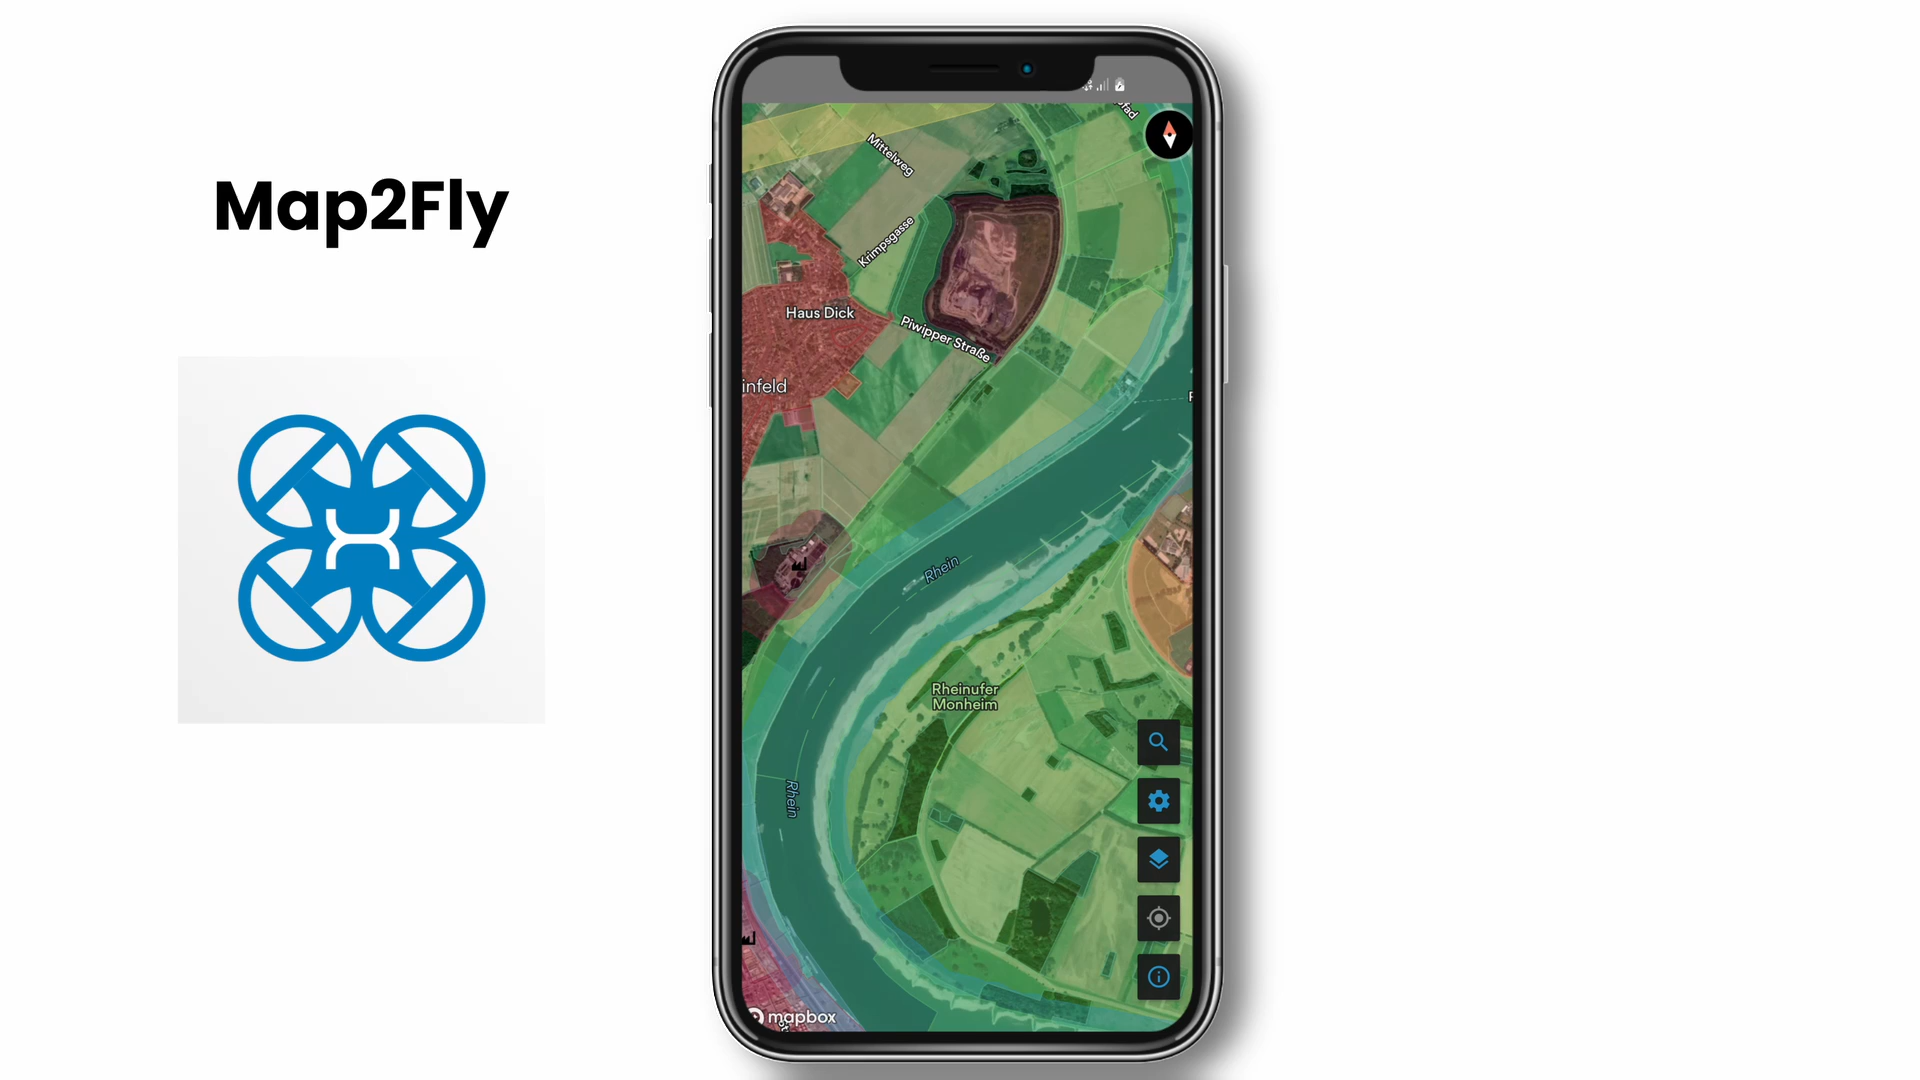 Map2Fly
Mittelweg
Krimpsgasse
Haus Dick
Piwipper Straße
infeld
Rhein
Rheinufer
Monheim
Rhein
mapbox